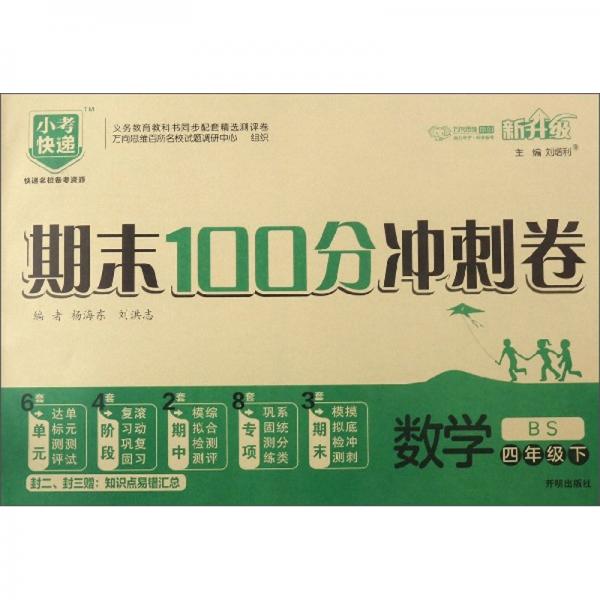 小考
快递
TM
快递名校备考资源
义务教育教科书同步配套精选测评卷
万向思维百所名校试题调研中心 组织
万向思维
新升级
主 编 刘增利
期末100分冲刺卷
编 者 杨海东 刘洪志
6套单元 达标测评 单元测试
4套阶段 复习巩固 滚动复习
2套期中 模拟检测 综合测评
8套专项 巩固测练 系统分类
3套期末 模拟检测 摸底冲刺
封二、封三赠:知识点易错汇总
数学
BS
四年级 下
开明出版社